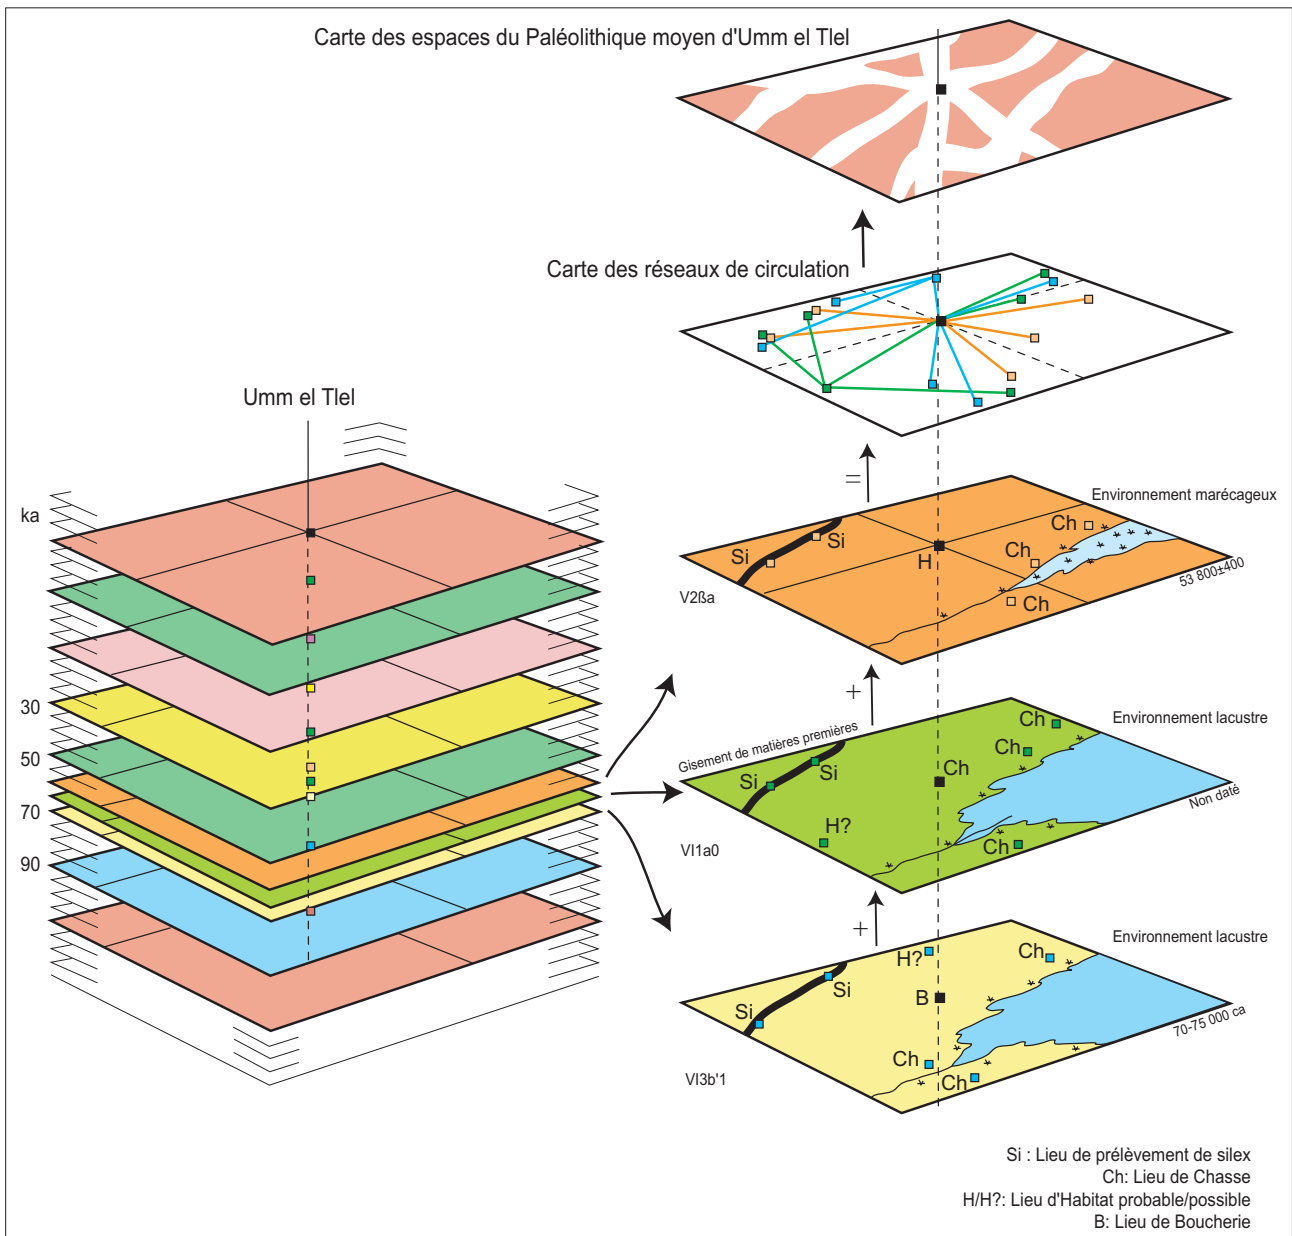 Carte des espaces du Paléolithique moyen d'Umm el Tlel
Carte des réseaux de circulation
Umm el Tlel
ka
30
50
70
90
=
Environnement marécageux
Si
Si
H
Ch
Ch
Ch
53 800±400
V2ßa
+
Gisement de matières premières
Environnement lacustre
Si
Si
Ch
Ch
Ch
H?
Ch
Non daté
VI1a0
+
Environnement lacustre
H?
Ch
Si
Si
B
Ch
Ch
70-75 000 ca
VI3b'1
Si : Lieu de prélèvement de silex
Ch: Lieu de Chasse
H/H?: Lieu d'Habitat probable/possible
B: Lieu de Boucherie